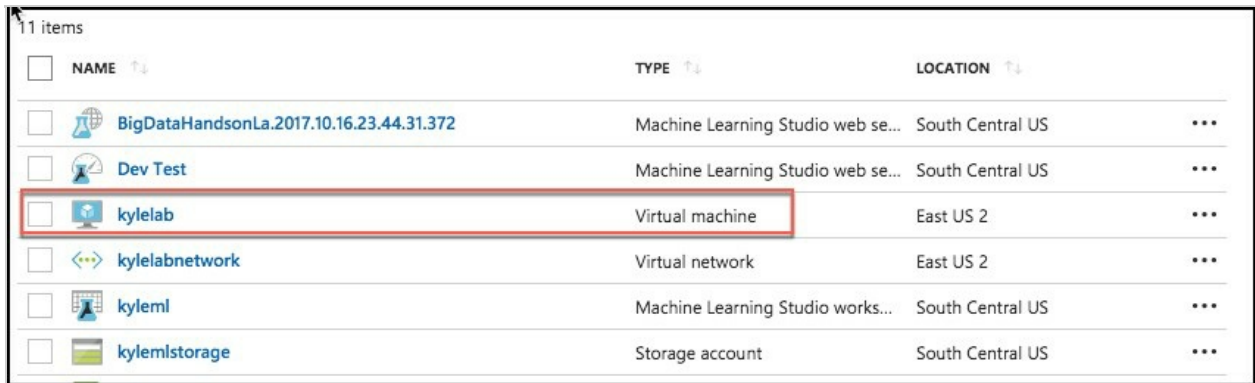 11 items
NAME TYPE LOCATION
BigDataHandsonLa.2017.10.16.23.44.31.372 Machine Learning Studio web se... South Central US
Dev Test Machine Learning Studio web se... South Central US
kylelab Virtual machine East US 2
kylelabnetwork Virtual network East US 2
kyleml Machine Learning Studio works... South Central US
kylemlstorage Storage account South Central US